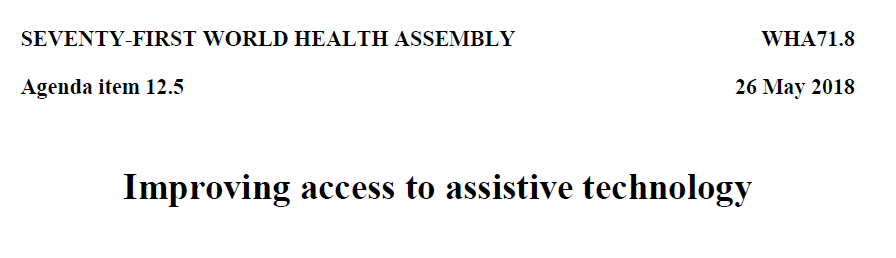 SEVENTY-FIRST WORLD HEALTH ASSEMBLY WHA71.8
Agenda item 12.5 26 May 2018
Improving access to assistive technology